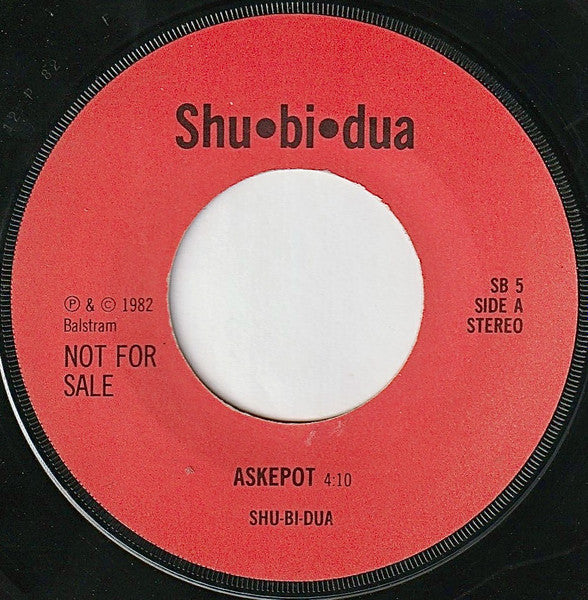 Shu•bi•dua
℗ & © 1982
Balstram
NOT FOR
SALE
SB 5
SIDE A
STEREO
ASKEPOT 4:10
SHU-BI-DUA